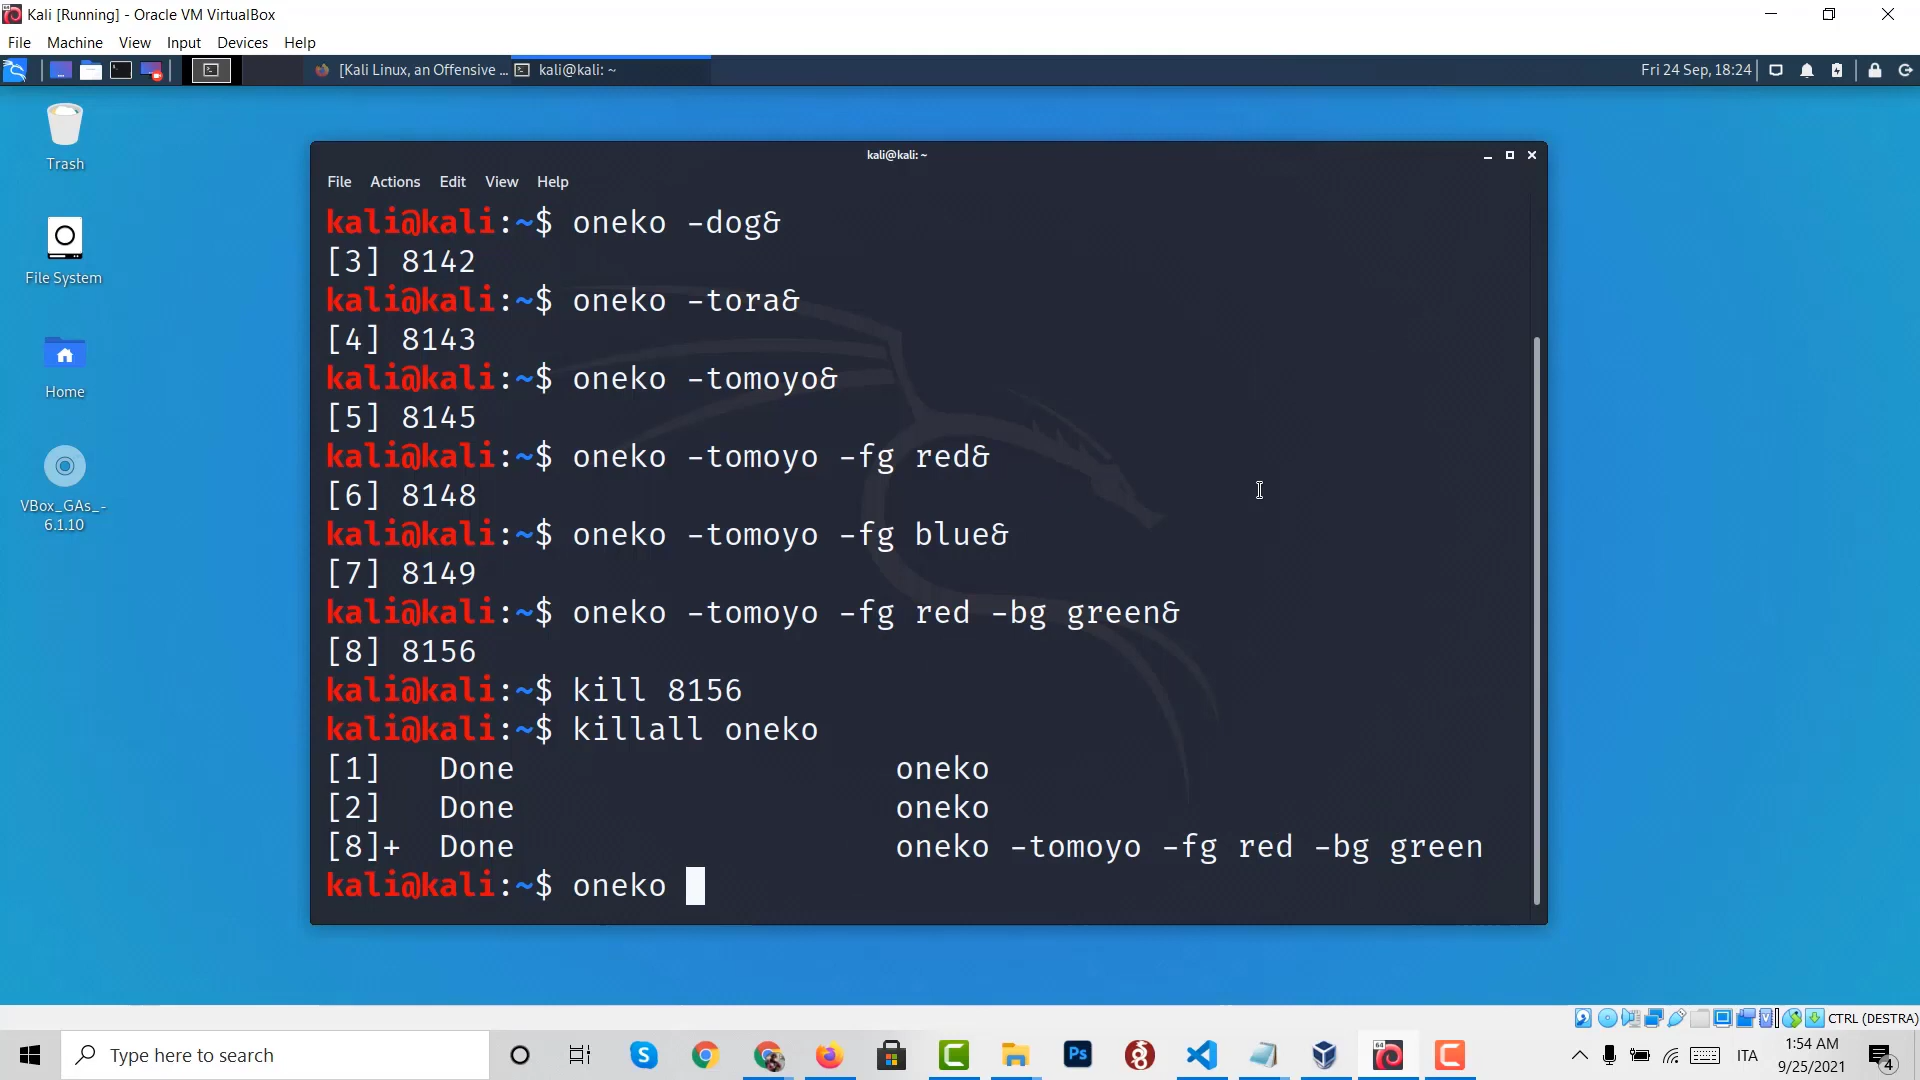 Kali [Running] - Oracle VM VirtualBox
File Machine View Input Devices Help
[Kali Linux, an Offensive ... kali@kali: ~ Fri 24 Sep, 18:24
Trash
File System
Home
VBox_GAs_-
6.1.10
kali@kali: ~
File Actions Edit View Help
kali@kali:~$ oneko -dog&
[3] 8142
kali@kali:~$ oneko -tora&
[4] 8143
kali@kali:~$ oneko -tomoyo&
[5] 8145
kali@kali:~$ oneko -tomoyo -fg red&
[6] 8148
kali@kali:~$ oneko -tomoyo -fg blue&
[7] 8149
kali@kali:~$ oneko -tomoyo -fg red -bg green&
[8] 8156
kali@kali:~$ kill 8156
kali@kali:~$ killall oneko
[1] Done oneko
[2] Done oneko
[8]+ Done oneko -tomoyo -fg red -bg green
kali@kali:~$ oneko
CTRL (DESTRA)
Type here to search
Ps
64
ITA
1:54 AM
9/25/2021
4